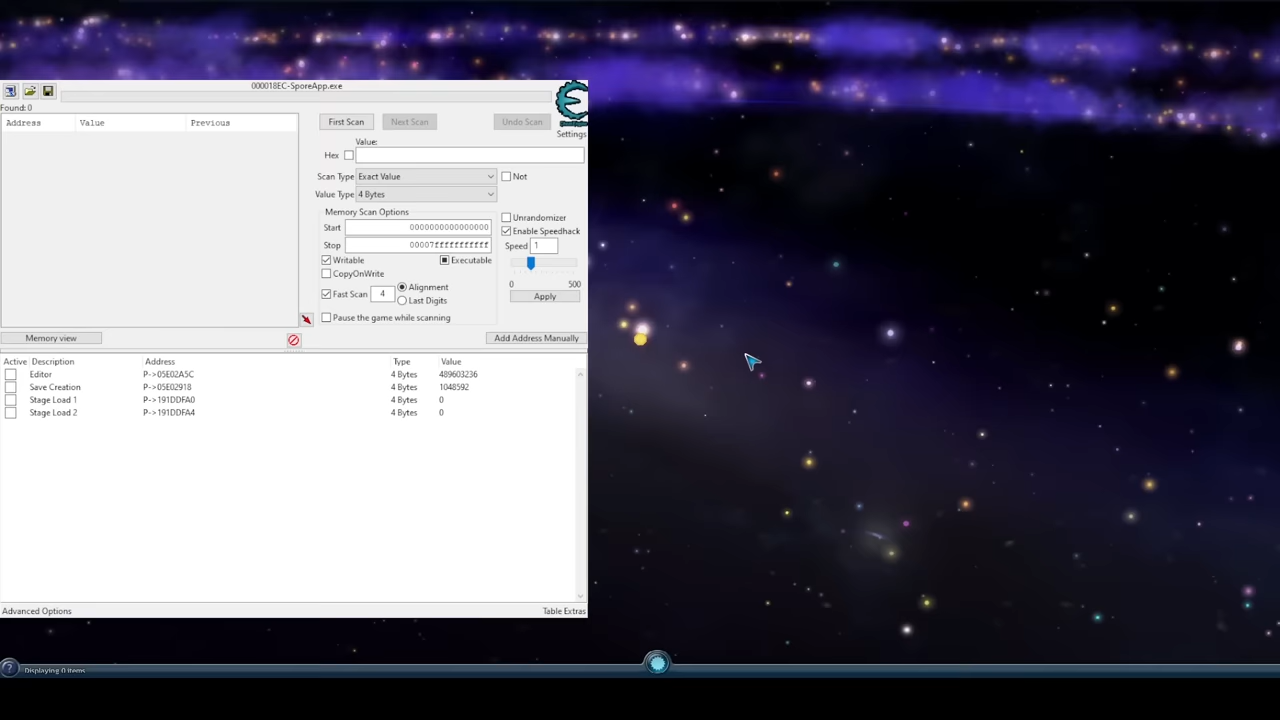 000018EC-SporeApp.exe
Found: 0
Address Value Previous
First Scan Next Scan Undo Scan
Settings
Value:
Hex
Scan Type Exact Value Not
Value Type 4 Bytes
Memory Scan Options
Start 0000000000000000
Stop 00007fffffffffff
Writable Executable
CopyOnWrite
Fast Scan 4 Alignment
Last Digits
Pause the game while scanning
Unrandomizer
Enable Speedhack
Speed 1
0 500
Apply
Memory view Add Address Manually
Active Description Address Type Value
Editor P->05E02A5C 4 Bytes 489603236
Save Creation P->05E02918 4 Bytes 1048592
Stage Load 1 P->191DDFA0 4 Bytes 0
Stage Load 2 P->191DDFA4 4 Bytes 0
Advanced Options Table Extras
? Displaying 0 items